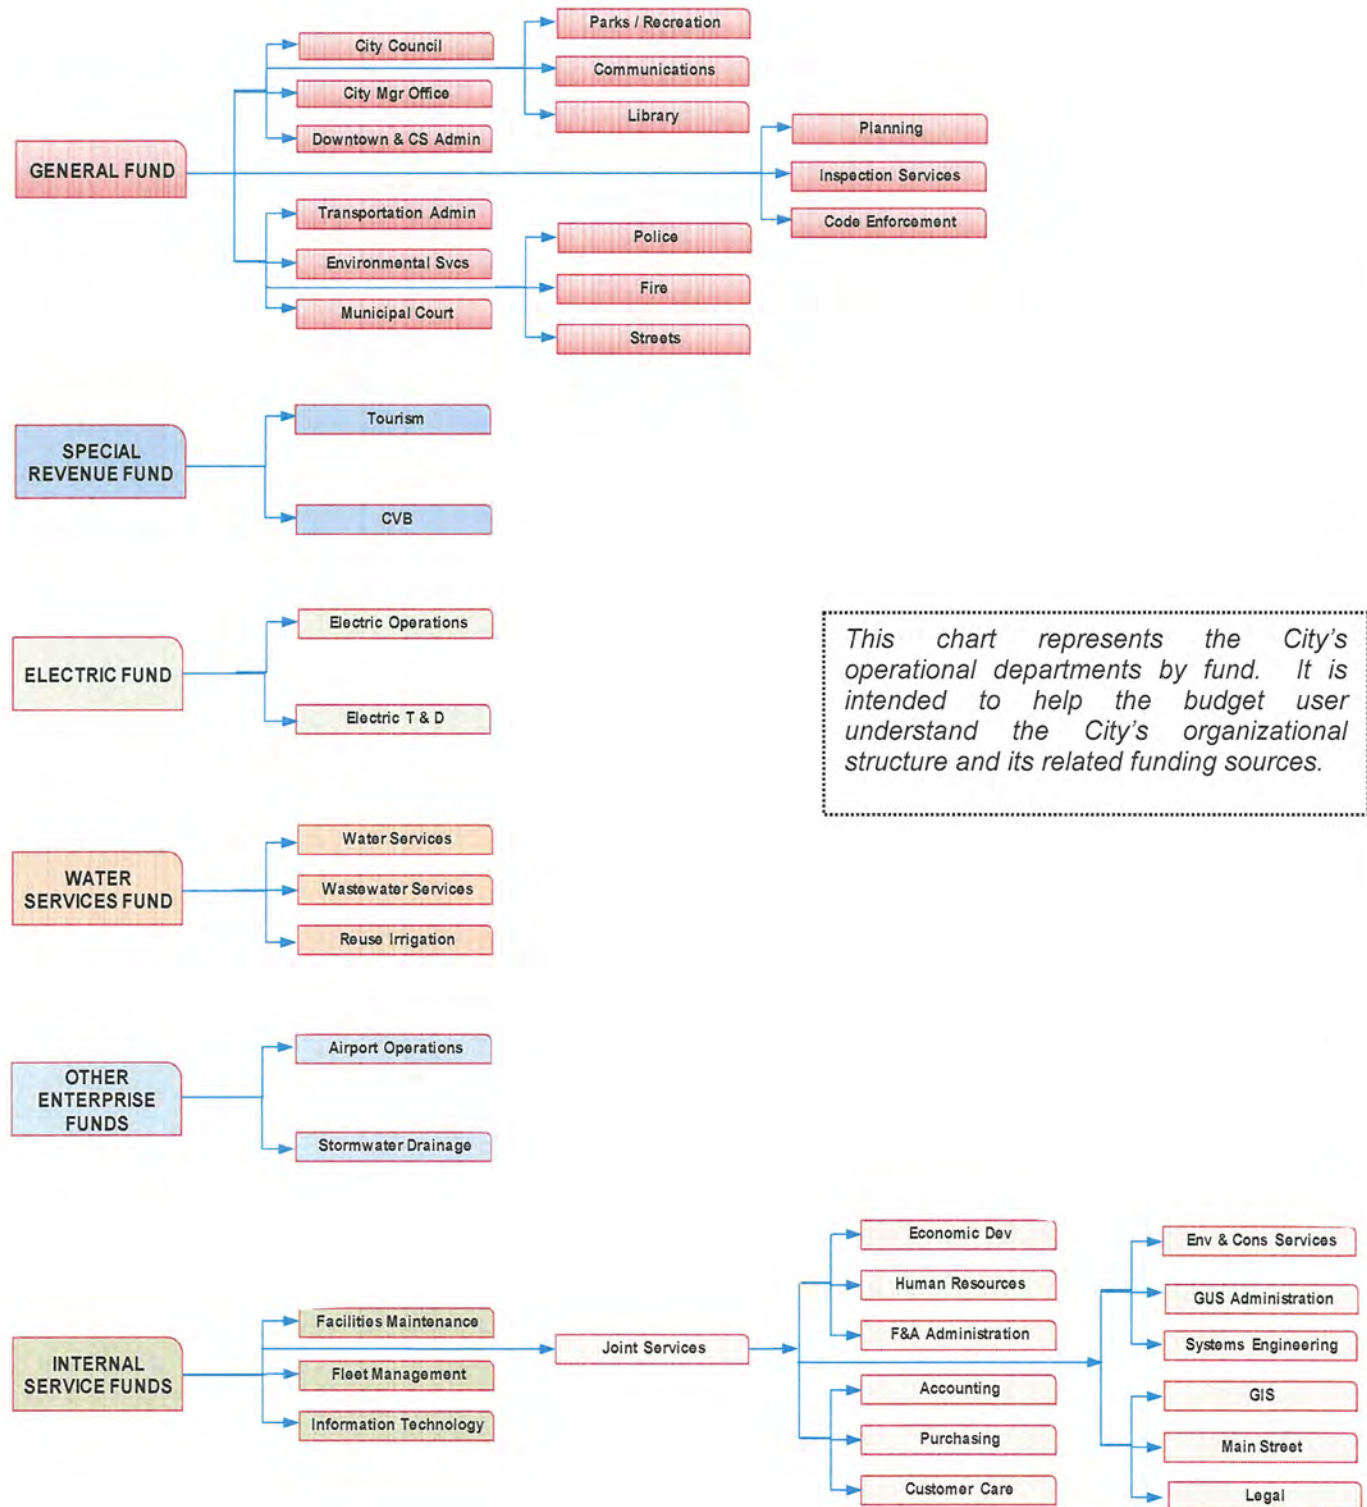 Parks / Recreation
City Council
Communications
City Mgr Office
Library
Downtown & CS Admin
Planning
GENERAL FUND
Inspection Services
Transportation Admin
Code Enforcement
Police
Environmental Svcs
Fire
Municipal Court
Streets
Tourism
SPECIAL
REVENUE FUND
CVB
Electric Operations
ELECTRIC FUND
Electric T & D
This chart represents the City's
operational departments by fund. It is
intended to help the budget user
understand the City's organizational
structure and its related funding sources.
Water Services
WATER
SERVICES FUND
Wastewater Services
Reuse Irrigation
Airport Operations
OTHER
ENTERPRISE
FUNDS
Stormwater Drainage
Economic Dev
Env & Cons Services
Human Resources
GUS Administration
Facilities Maintenance
F&A Administration
Joint Services
Systems Engineering
INTERNAL
SERVICE FUNDS
Fleet Management
Accounting
GIS
Information Technology
Purchasing
Main Street
Customer Care
Legal